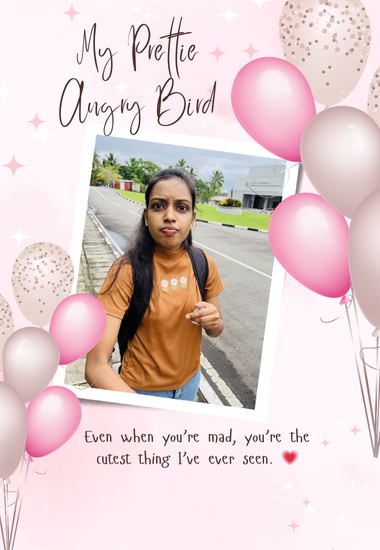 My Prettie
Angry Bird
Even when you're mad, you're the
cutest thing I've ever seen.